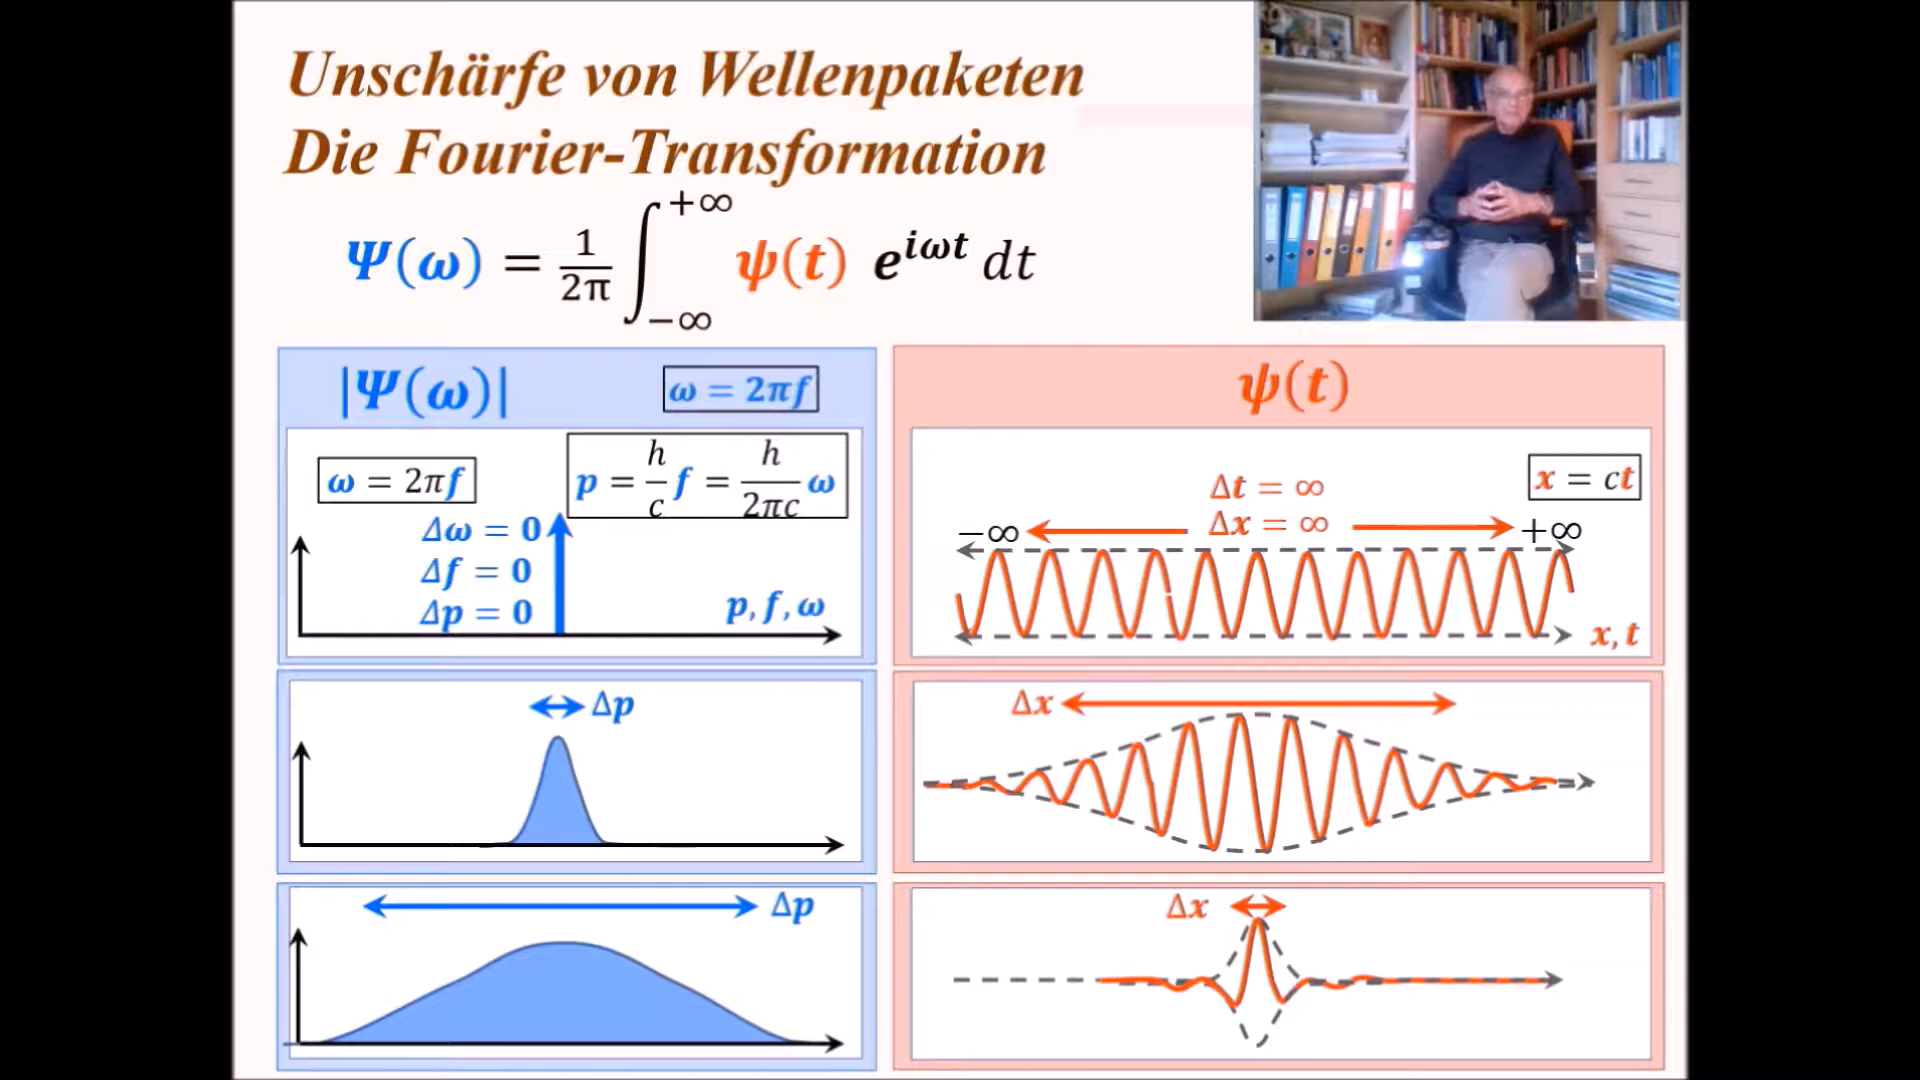 Unschärfe von Wellenpaketen
Die Fourier-Transformation
Ψ(ω) = 1/2π ∫_{−∞}^{+∞} ψ(t) e^{iωt} dt
|Ψ(ω)|
ω = 2πf
ψ(t)
ω = 2πf
p = h/c f = h/2πc ω
Δω = 0
Δf = 0
Δp = 0
p, f, ω
Δt = ∞
x = ct
−∞ Δx = ∞ +∞
x, t
Δp
Δx
Δp
Δx